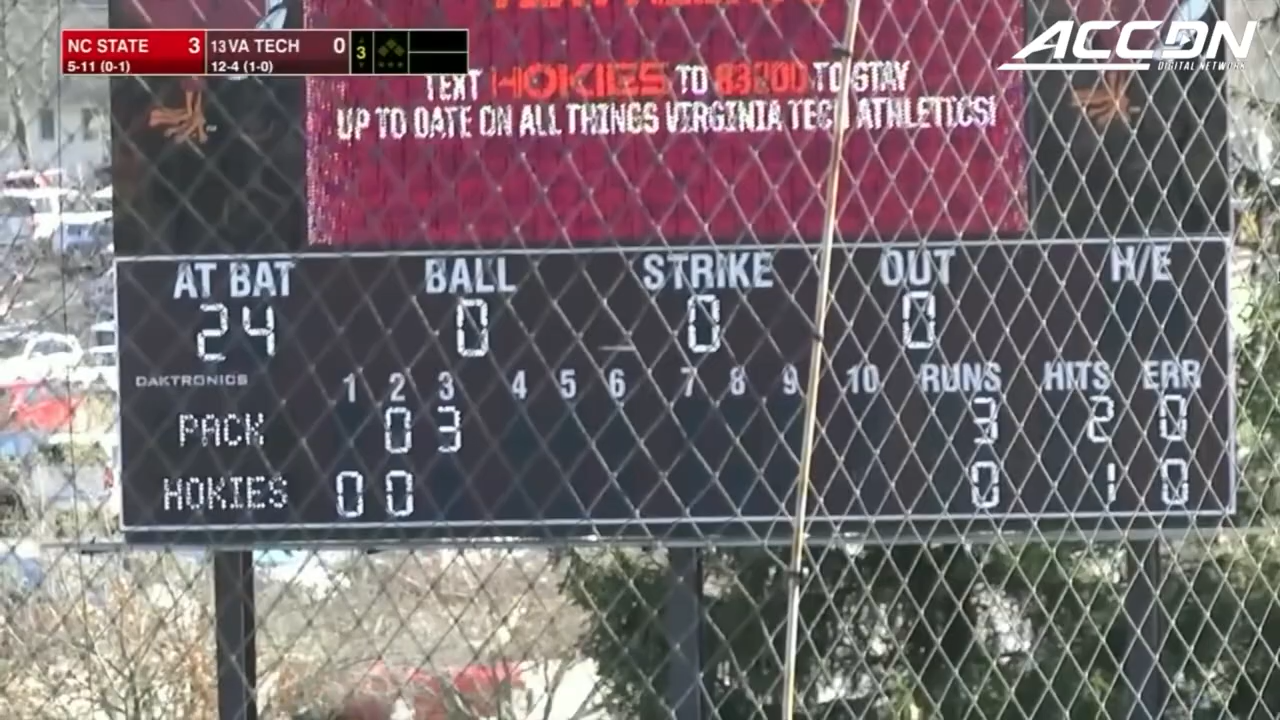 NC STATE 3 13 VA TECH 0 3
5-11 (0-1) 12-4 (1-0)
ACCDN
DIGITAL NETWORK
TEXT HOKIES TO 83200 TO STAY
UP TO DATE ON ALL THINGS VIRGINIA TECH ATHLETICS!
AT BAT BALL STRIKE OUT H/E
24 0 0 0
DAKTRONICS 1 2 3 4 5 6 7 8 9 10 RUNS HITS ERR
PACK 0 3 3 2 0
HOKIES 0 0 0 1 0